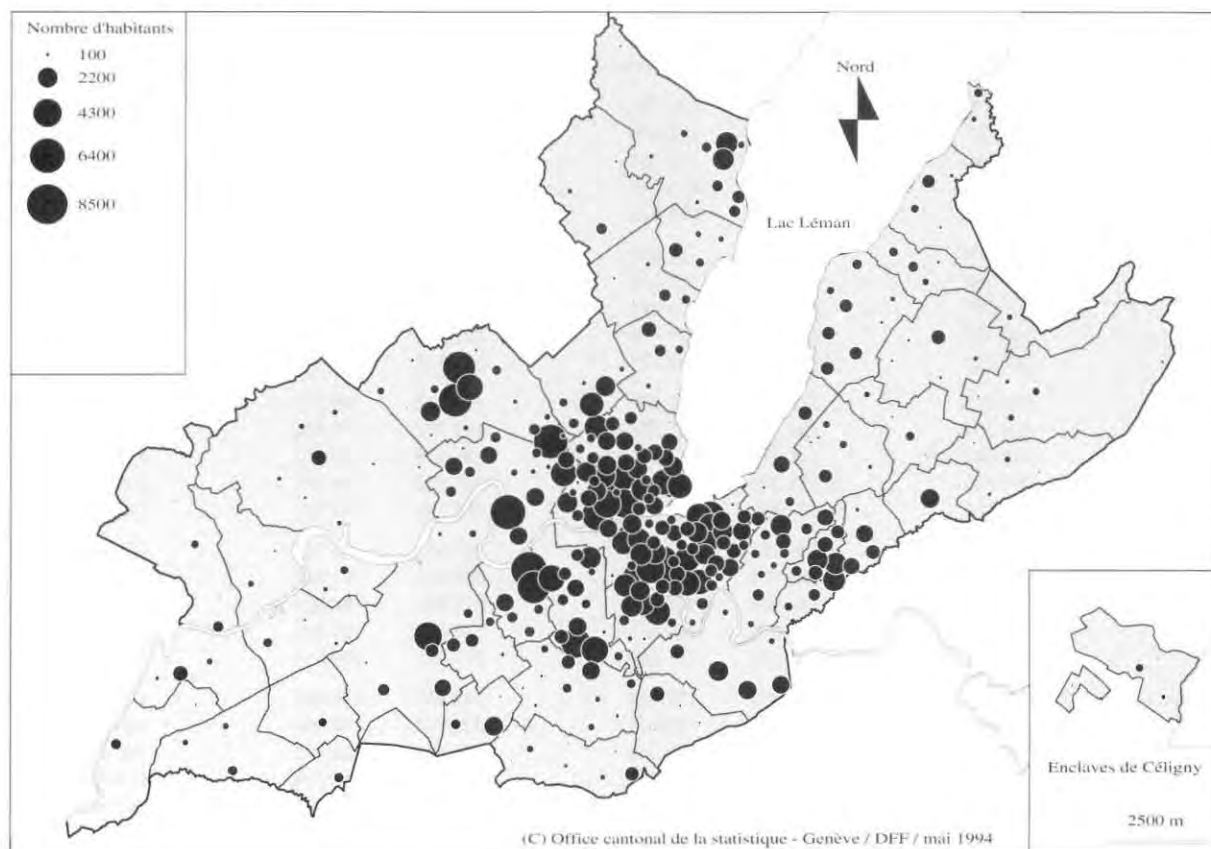 Nombre d'habitants
100
2200
4300
6400
8500
Nord
Lac Léman
Enclaves de Céligny
2500 m
(C) Office cantonal de la statistique - Genève / DFF / mai 1994